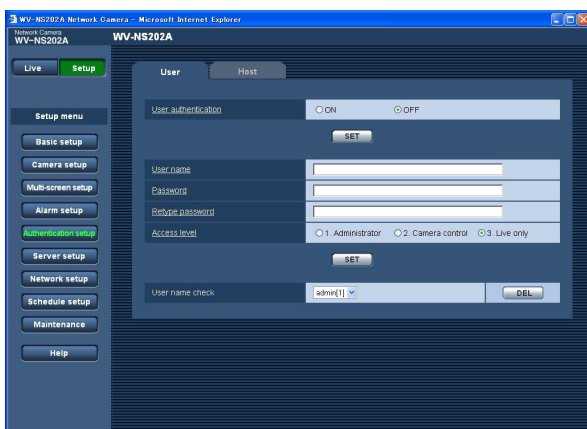 WV-NS202A Network Camera - Microsoft Internet Explorer
Network Camera
WV-NS202A
WV-NS202A
Live Setup
User Host
Setup menu
Basic setup
Camera setup
Multi-screen setup
Alarm setup
Authentication setup
Server setup
Network setup
Schedule setup
Maintenance
Help
User authentication ON OFF
SET
User name
Password
Retype password
Access level 1. Administrator 2. Camera control 3. Live only
SET
User name check admin[1] DEL